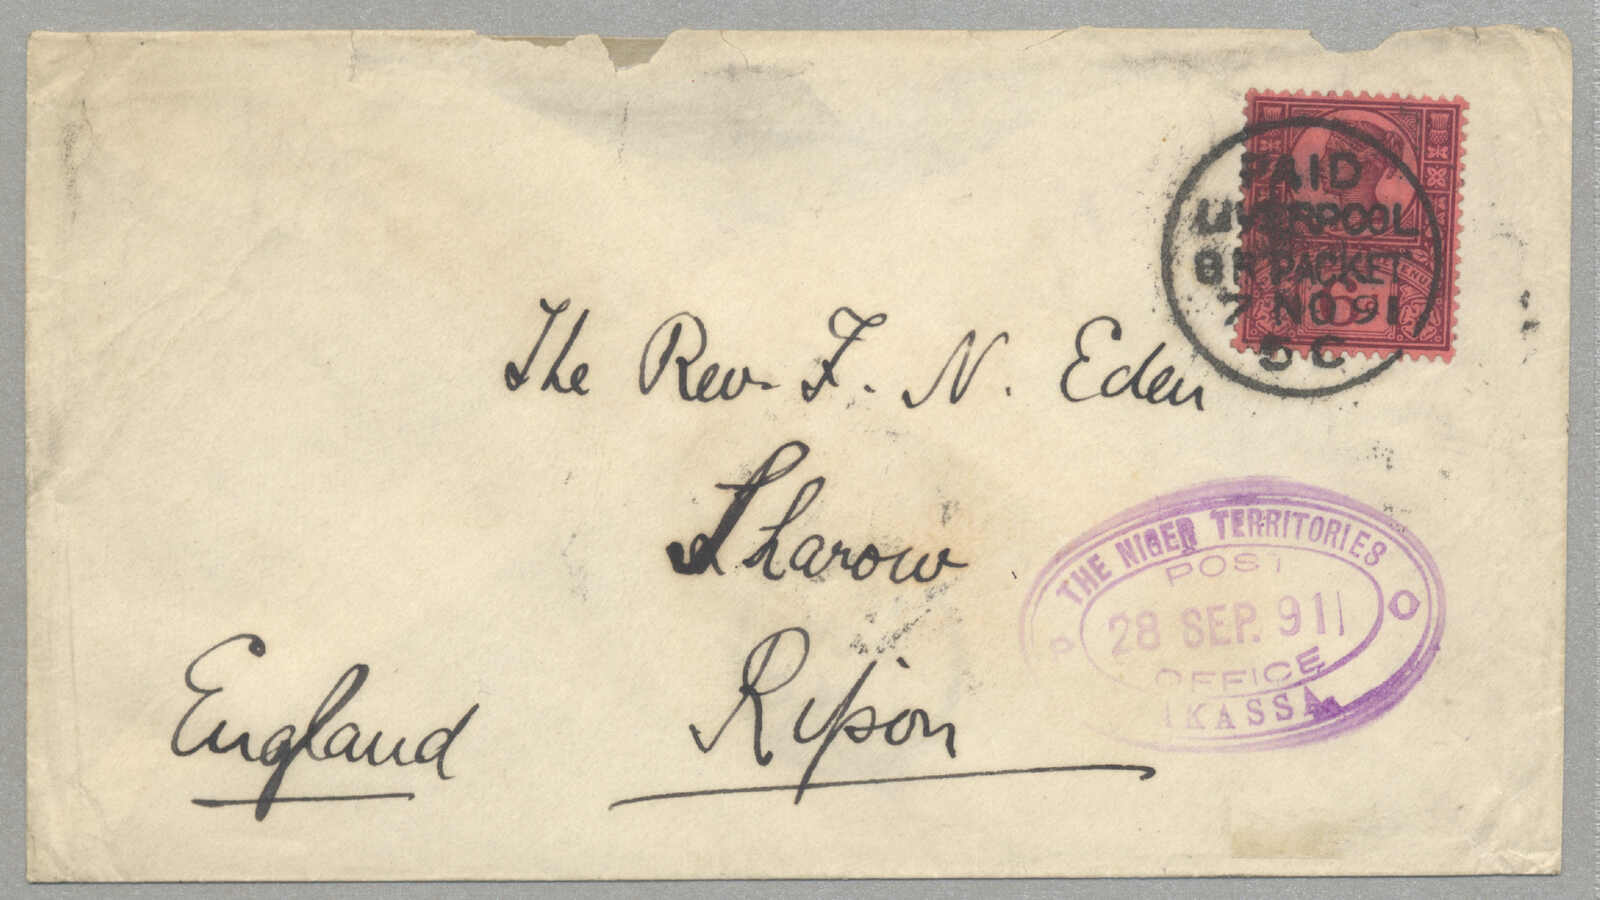 PAID
LIVERPOOL
BR PACKET
7 NO 91
5 C
The Rev. F. N. Eden
Sharow
Ripon
England
THE NIGER TERRITORIES
POST
28 SEP. 91
OFFICE
AKASSA